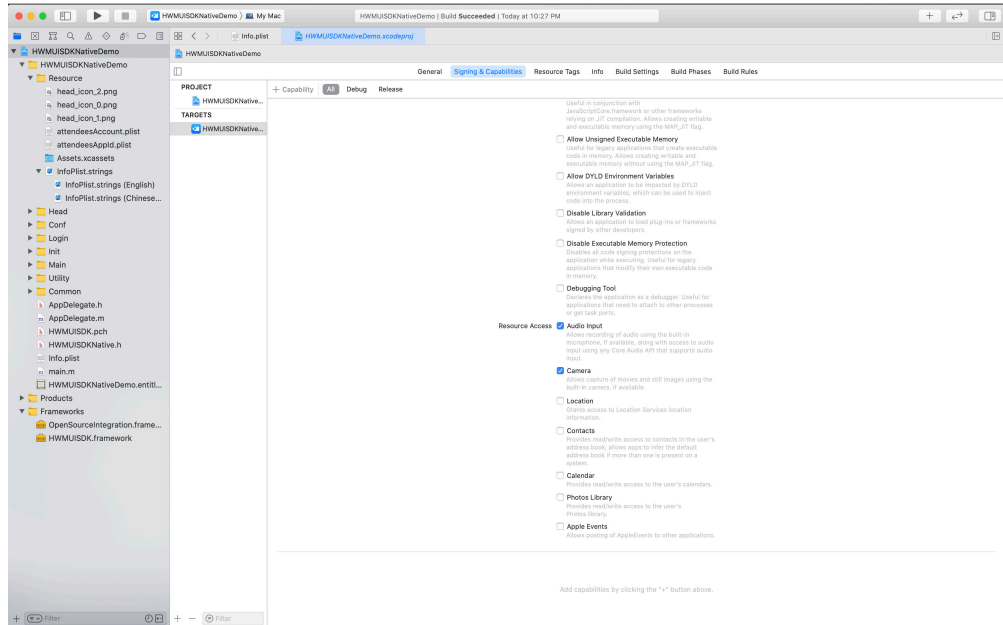 HWMUISDKNativeDemo 〉 My Mac
HWMUISDKNativeDemo | Build Succeeded | Today at 10:27 PM
Info.plist
HWMUISDKNativeDemo.xcodeproj
HWMUISDKNativeDemo
HWMUISDKNativeDemo
Resource
head_icon_2.png
head_icon_0.png
head_icon_1.png
attendeesAccount.plist
attendeesAppId.plist
Assets.xcassets
InfoPlist.strings
InfoPlist.strings (English)
InfoPlist.strings (Chinese...
Head
Conf
Login
Init
Main
Utility
Common
AppDelegate.h
AppDelegate.m
HWMUISDK.pch
HWMUISDKNative.h
Info.plist
main.m
HWMUISDKNativeDemo.entitl...
Products
Frameworks
OpenSourceIntegration.frame...
HWMUISDK.framework
Filter
HWMUISDKNativeDemo
General Signing & Capabilities Resource Tags Info Build Settings Build Phases Build Rules
PROJECT
HWMUISDKNative...
TARGETS
HWMUISDKNative...
Filter
+ Capability All Debug Release
Useful in conjunction with
JavaScriptCore.framework or other frameworks
relying on JIT compilation. Allows creating writable
and executable memory using the MAP_JIT flag.
Allow Unsigned Executable Memory
Useful for legacy applications that create executable
code in memory. Allows creating writable and
executable memory without using the MAP_JIT flag.
Allow DYLD Environment Variables
Allows an application to be impacted by DYLD
environment variables, which can be used to inject
code into the process.
Disable Library Validation
Allows an application to load plug-ins or frameworks
signed by other developers.
Disable Executable Memory Protection
Disables all code signing protections on the
application while executing. Useful for legacy
applications that modify their own executable code
in memory.
Debugging Tool
Declares the application as a debugger. Useful for
applications that need to attach to other processes
or get task ports.
Resource Access Audio Input
Allows recording of audio using the built-in
microphone, if available, along with access to audio
input using any Core Audio API that supports audio
input.
Camera
Allows capture of movies and still images using the
built-in camera, if available.
Location
Grants access to Location Services location
information.
Contacts
Provides read/write access to contacts in the user's
address book; allows apps to infer the default
address book if more than one is present on a
system.
Calendar
Provides read/write access to the user's calendars.
Photos Library
Provides read/write access to the user's
Photos library.
Apple Events
Allows posting of AppleEvents to other applications.
Add capabilities by clicking the "+" button above.